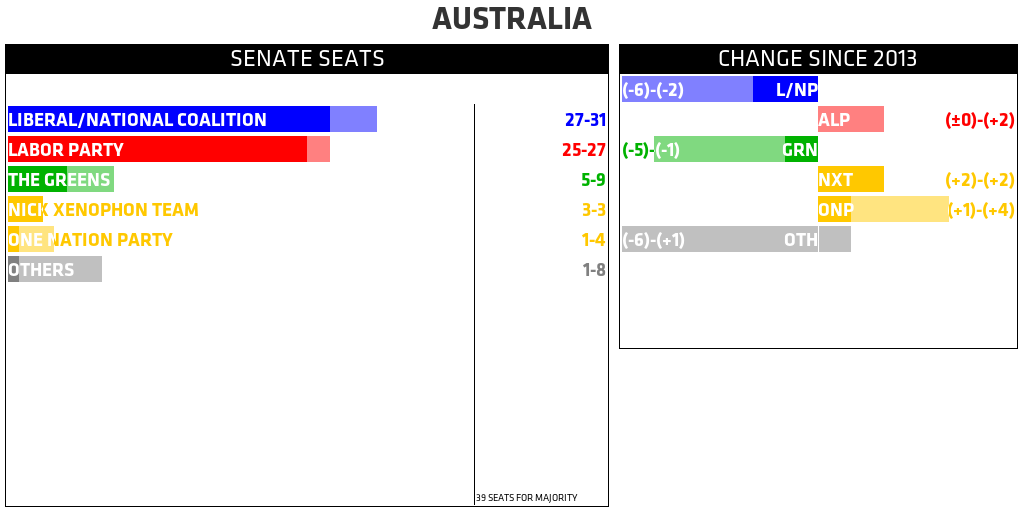 AUSTRALIA
SENATE SEATS
LIBERAL/NATIONAL COALITION 27-31
LABOR PARTY 25-27
THE GREENS 5-9
NICK XENOPHON TEAM 3-3
ONE NATION PARTY 1-4
OTHERS 1-8
39 SEATS FOR MAJORITY
CHANGE SINCE 2013
(-6)-(-2) L/NP
ALP (±0)-(+2)
(-5)-(-1) GRN
NXT (+2)-(+2)
ONP (+1)-(+4)
(-6)-(+1) OTH